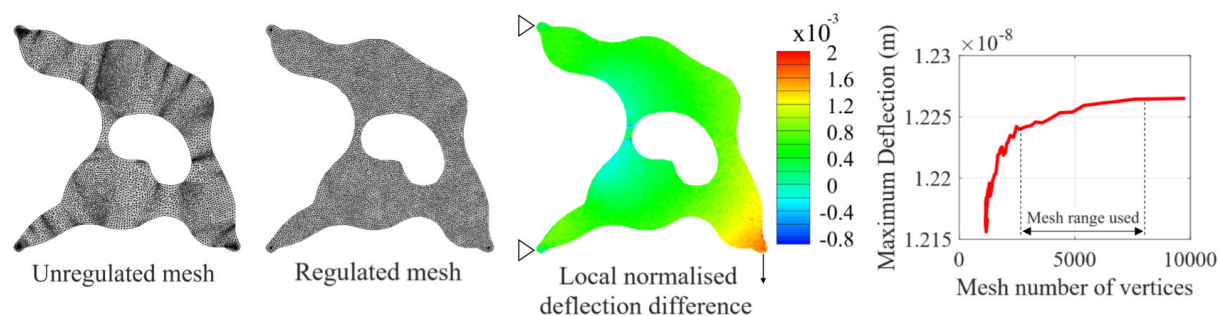 Unregulated mesh
Regulated mesh
Local normalised
deflection difference
×10
-3
2
1.6
1.2
0.8
0.4
0
-0.4
-0.8
×10
-8
Maximum Deflection (m)
1.23
1.225
1.22
1.215
Mesh range used
0
5000
10000
Mesh number of vertices